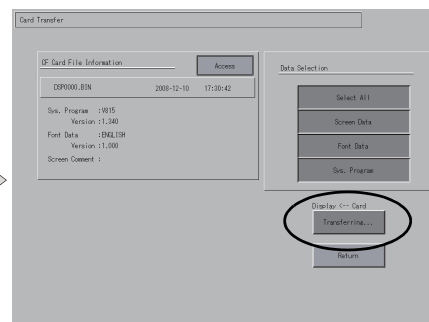 Card Transfer
CF Card File Information
Access
DSP0000.BIN 2008-12-10 17:30:42
Sys. Program :V815
Version :1.340
Font Data :ENGLISH
Version :1.000
Screen Comment :
Data Selection
Select All
Screen Data
Font Data
Sys. Program
Display <-- Card
Transferring...
Return